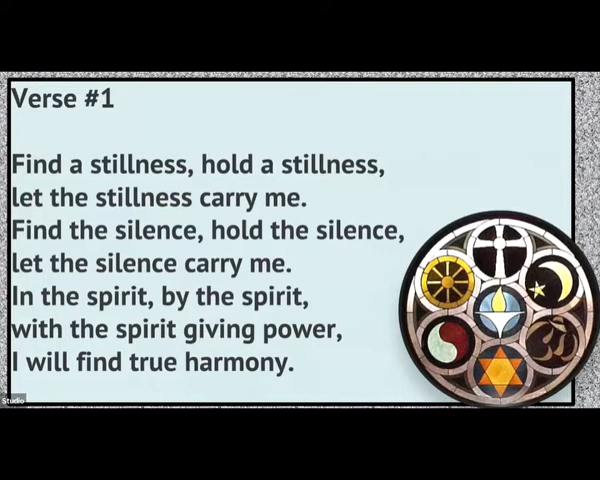 Verse #1
Find a stillness, hold a stillness,
let the stillness carry me.
Find the silence, hold the silence,
let the silence carry me.
In the spirit, by the spirit,
with the spirit giving power,
I will find true harmony.
Studio